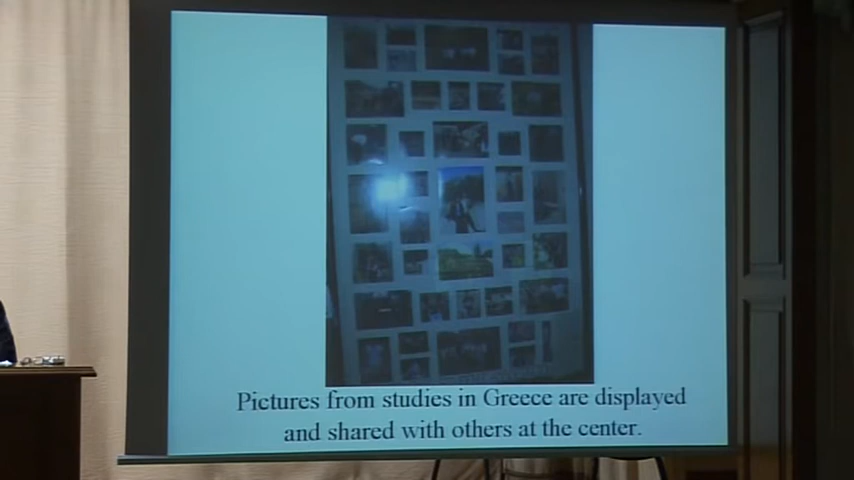 Pictures from studies in Greece are displayed
and shared with others at the center.